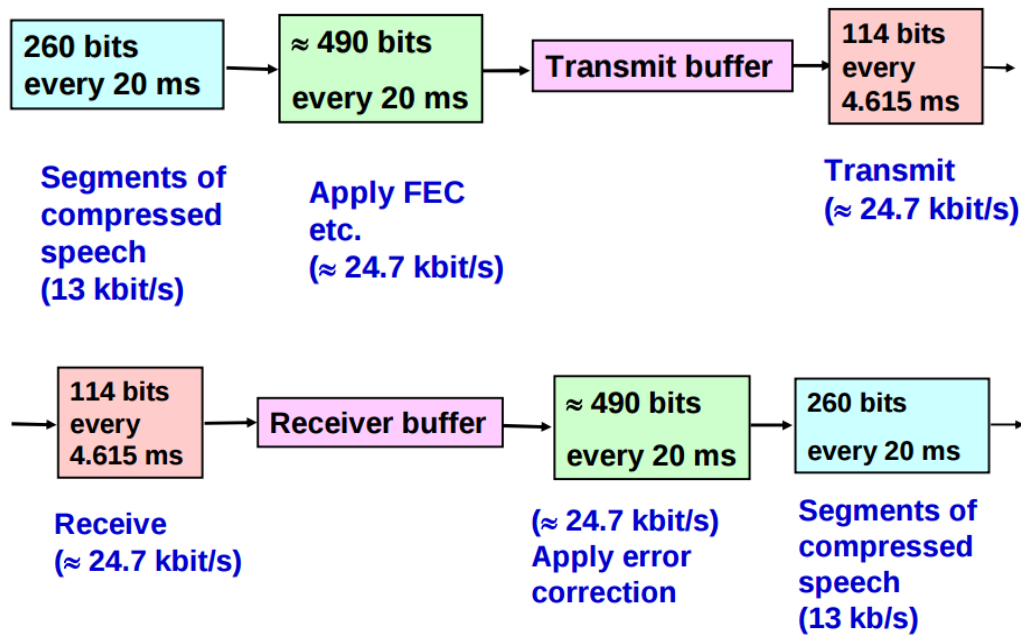 260 bits
every 20 ms
≈ 490 bits
every 20 ms
Transmit buffer
114 bits
every
4.615 ms
Segments of
compressed
speech
(13 kbit/s)
Apply FEC
etc.
(≈ 24.7 kbit/s)
Transmit
(≈ 24.7 kbit/s)
114 bits
every
4.615 ms
Receiver buffer
≈ 490 bits
every 20 ms
260 bits
every 20 ms
Receive
(≈ 24.7 kbit/s)
(≈ 24.7 kbit/s)
Apply error
correction
Segments of
compressed
speech
(13 kb/s)